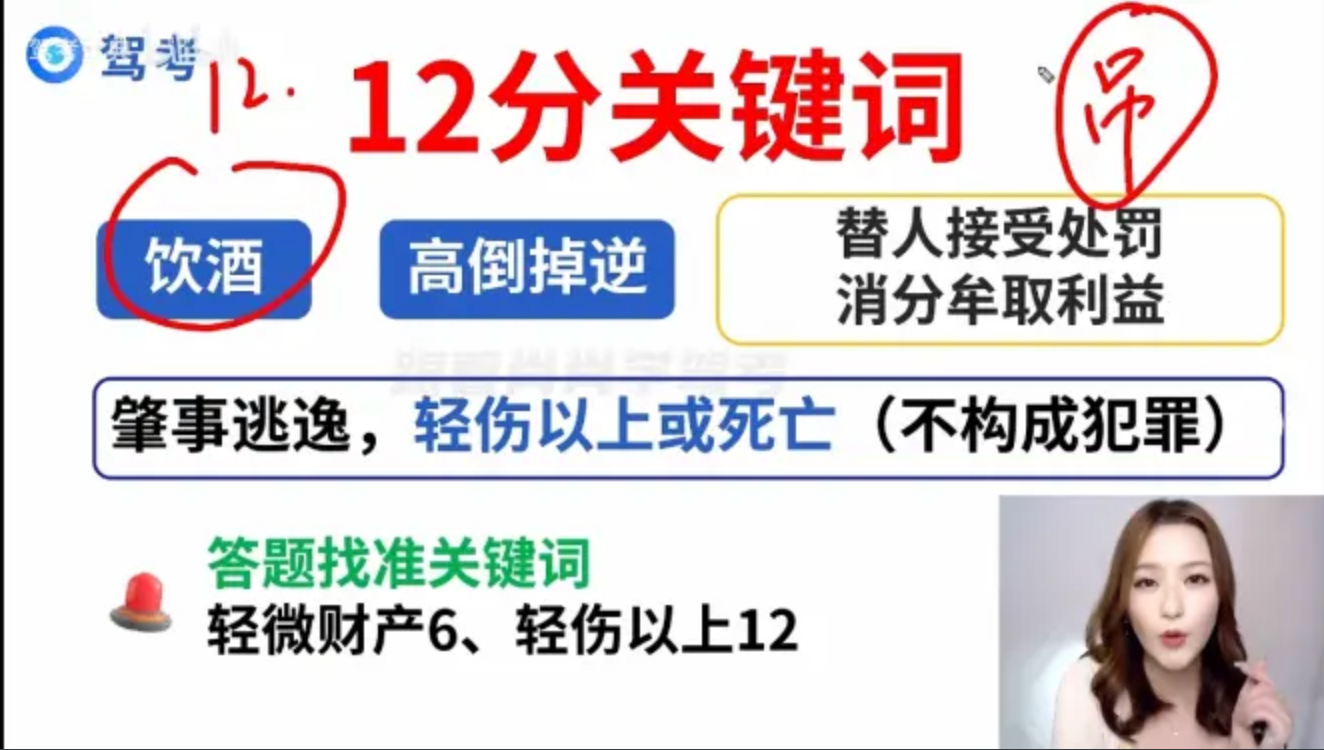 驾考
12.
12分关键词
吊
饮酒
高倒掉逆
替人接受处罚
消分牟取利益
肇事逃逸，轻伤以上或死亡（不构成犯罪）
答题找准关键词
轻微财产6、轻伤以上12